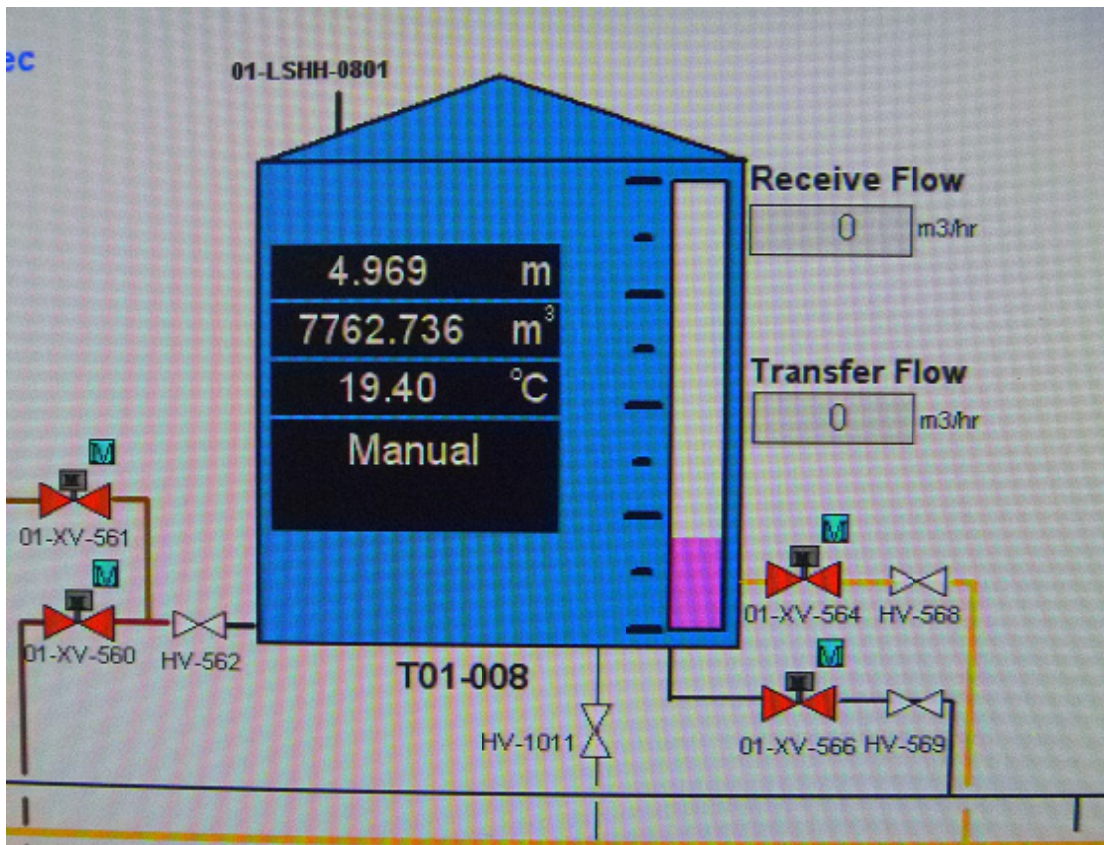 ec
01-LSHH-0801
Receive Flow
0 m3/hr
4.969 m
7762.736 m³
19.40 °C
Manual
Transfer Flow
0 m3/hr
M
01-XV-561
M
01-XV-560
HV-562
T01-008
M
01-XV-564
HV-568
M
01-XV-566
HV-569
HV-1011